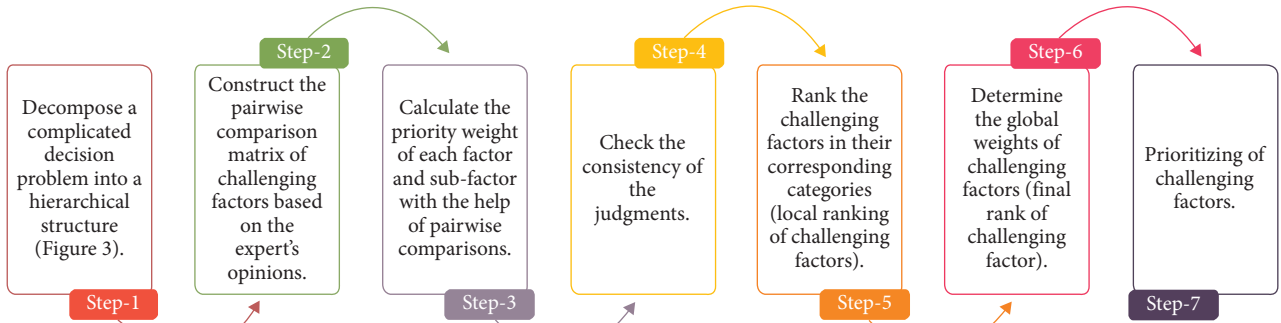 Step-1
Decompose a
complicated
decision
problem into a
hierarchical
structure
(Figure 3).
Step-2
Construct the
pairwise
comparison
matrix of
challenging
factors based
on the
expert's
opinions.
Step-3
Calculate the
priority weight
of each factor
and sub-factor
with the help
of pairwise
comparisons.
Step-4
Check the
consistency of
the
judgments.
Step-5
Rank the
challenging
factors in their
corresponding
categories
(local ranking
of challenging
factors).
Step-6
Determine
the global
weights of
challenging
factors (final
rank of
challenging
factor).
Step-7
Prioritizing of
challenging
factors.